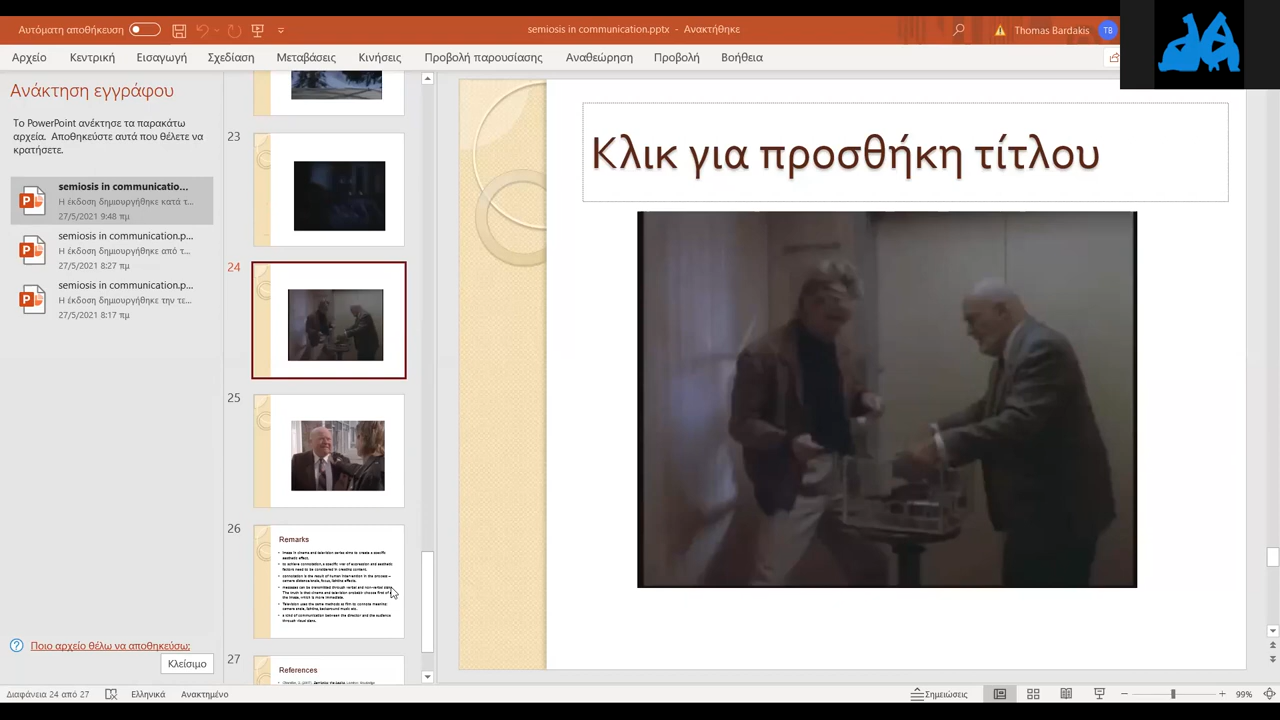 Αυτόματη αποθήκευση
semiosis in communication.pptx - Ανακτήθηκε
Thomas Bardakis
TB
Αρχείο Κεντρική Εισαγωγή Σχεδίαση Μεταβάσεις Κινήσεις Προβολή παρουσίασης Αναθεώρηση Προβολή Βοήθεια
Ανάκτηση εγγράφου
Το PowerPoint ανέκτησε τα παρακάτω
αρχεία. Αποθηκεύστε αυτά που θέλετε να
κρατήσετε.
semiosis in communicatio...
Η έκδοση δημιουργήθηκε κατά τ...
27/5/2021 9:48 πμ
semiosis in communication.p...
Η έκδοση δημιουργήθηκε από τ...
27/5/2021 8:27 πμ
semiosis in communication.p...
Η έκδοση δημιουργήθηκε την τε...
27/5/2021 8:17 πμ
Ποιο αρχείο θέλω να αποθηκεύσω;
Κλείσιμο
23
24
25
26
Remarks
27
References
Κλικ για προσθήκη τίτλου
Διαφάνεια 24 από 27
Ελληνικά
Ανακτημένο
Σημειώσεις
99%